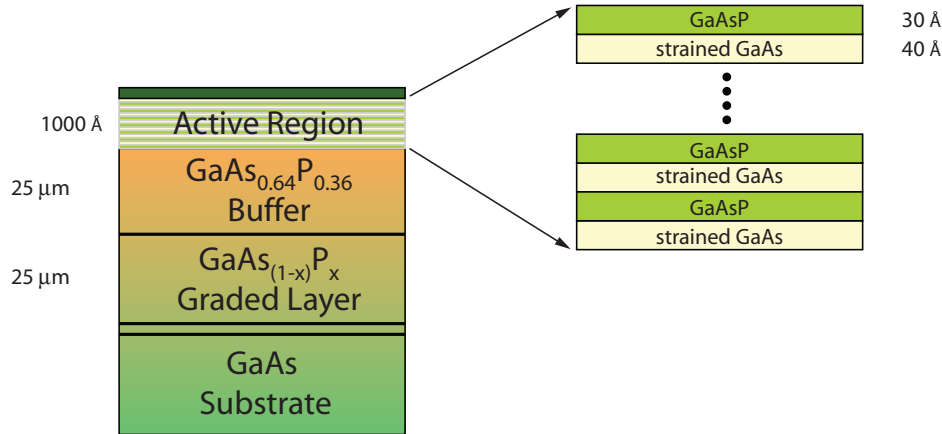 1000 Å
Active Region
25 μm
GaAs0.64P0.36
Buffer
25 μm
GaAs(1-x)Px
Graded Layer
GaAs
Substrate
GaAsP
30 Å
strained GaAs
40 Å
GaAsP
strained GaAs
GaAsP
strained GaAs